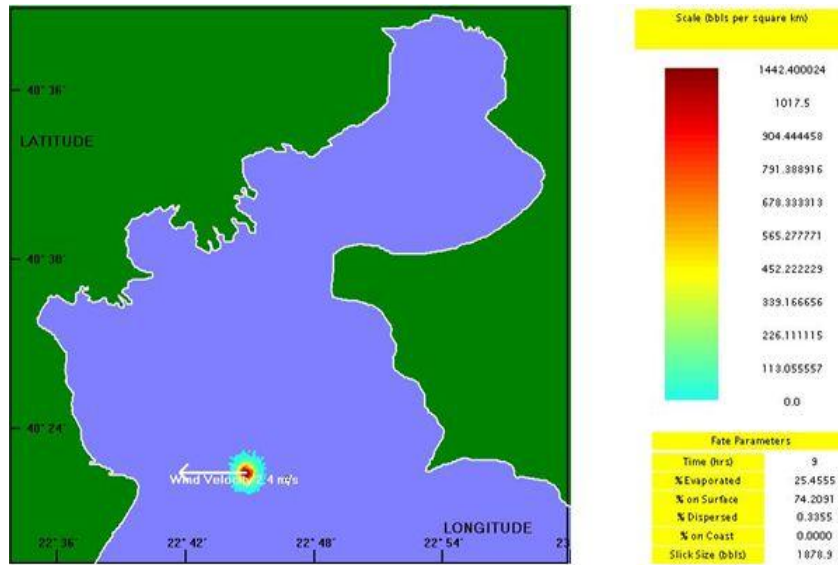 Scale (bbls per square km)
1442.400024
1017.5
904.444458
791.388916
678.333313
565.277771
452.222229
339.166656
226.111115
113.055557
0.0
40° 36'
LATITUDE
40° 38'
40° 24'
Wind Velocity 2.4 m/s
LONGITUDE
22° 36'
22° 42'
22° 48'
22° 54'
23
Fate Parameters
Time (hrs) 9
% Evaporated 25.4555
% on Surface 74.2091
% Dispersed 0.3355
% on Coast 0.0000
Slick Size (bbls) 1878.9